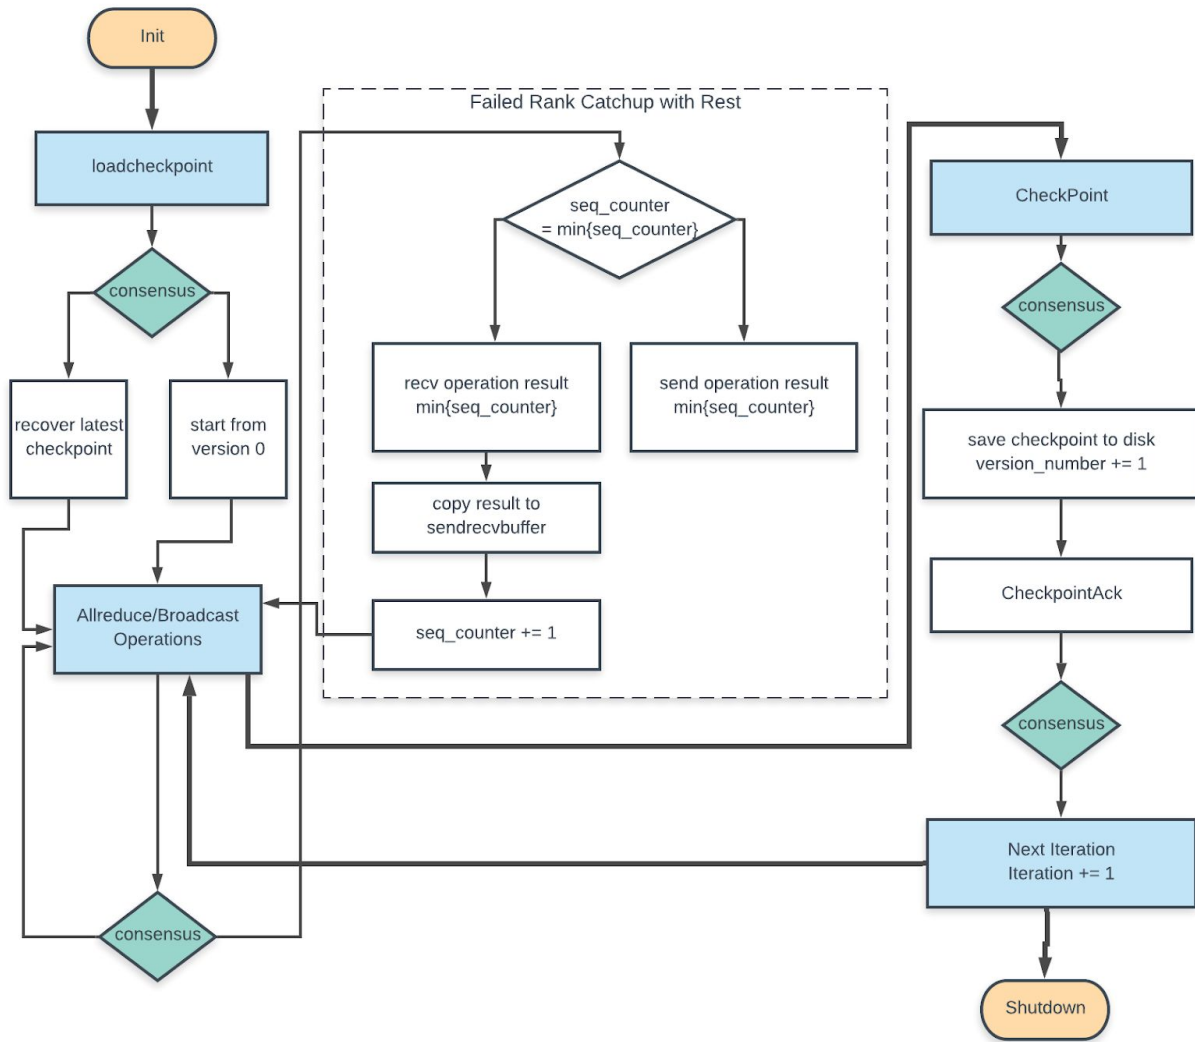 Init
loadcheckpoint
consensus
recover latest
checkpoint
start from
version 0
Allreduce/Broadcast
Operations
consensus
Failed Rank Catchup with Rest
seq_counter
= min{seq_counter}
recv operation result
min{seq_counter}
send operation result
min{seq_counter}
copy result to
sendrecvbuffer
seq_counter += 1
CheckPoint
consensus
save checkpoint to disk
version_number += 1
CheckpointAck
consensus
Next Iteration
Iteration += 1
Shutdown